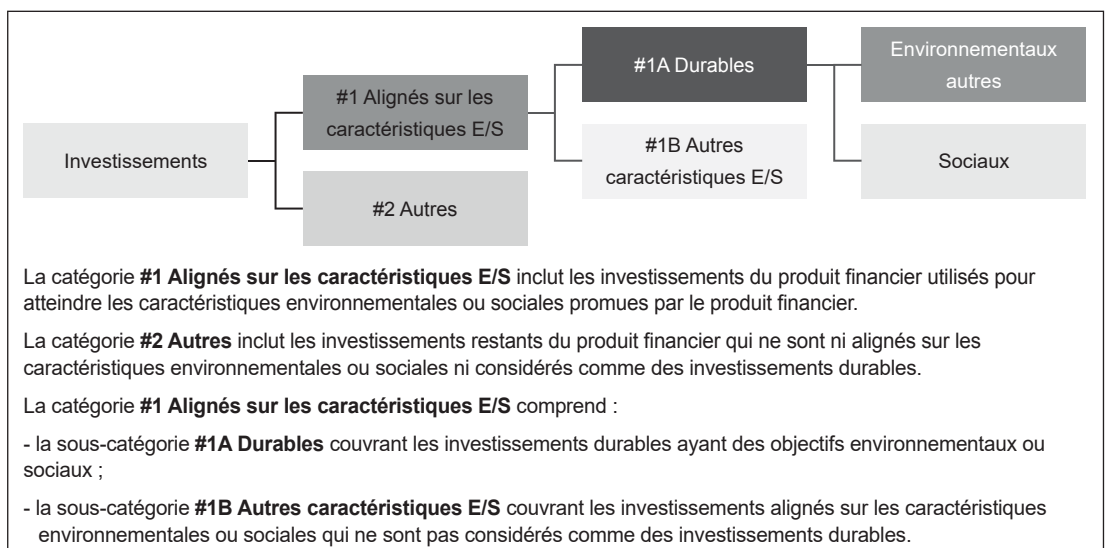 Investissements
#1 Alignés sur les
caractéristiques E/S
#2 Autres
#1A Durables
#1B Autres
caractéristiques E/S
Environnementaux
autres
Sociaux
La catégorie #1 Alignés sur les caractéristiques E/S inclut les investissements du produit financier utilisés pour
atteindre les caractéristiques environnementales ou sociales promues par le produit financier.
La catégorie #2 Autres inclut les investissements restants du produit financier qui ne sont ni alignés sur les
caractéristiques environnementales ou sociales ni considérés comme des investissements durables.
La catégorie #1 Alignés sur les caractéristiques E/S comprend :
- la sous-catégorie #1A Durables couvrant les investissements durables ayant des objectifs environnementaux ou
sociaux ;
- la sous-catégorie #1B Autres caractéristiques E/S couvrant les investissements alignés sur les caractéristiques
environnementales ou sociales qui ne sont pas considérés comme des investissements durables.